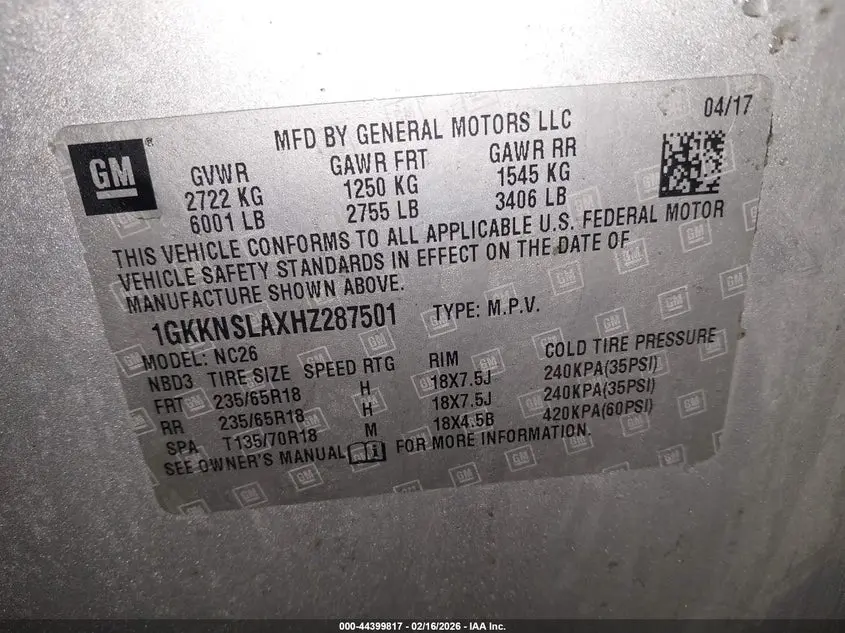 04/17
MFD BY GENERAL MOTORS LLC
GM
GVWR GAWR FRT GAWR RR
2722 KG 1250 KG 1545 KG
6001 LB 2755 LB 3406 LB
THIS VEHICLE CONFORMS TO ALL APPLICABLE U.S. FEDERAL MOTOR
VEHICLE SAFETY STANDARDS IN EFFECT ON THE DATE OF
MANUFACTURE SHOWN ABOVE.
1GKKNSLAXHZ287501 TYPE: M.P.V.
MODEL: NC26
NBD3 TIRE SIZE SPEED RTG RIM COLD TIRE PRESSURE
FRT 235/65R18 H 18X7.5J 240KPA(35PSI)
RR 235/65R18 H 18X7.5J 240KPA(35PSI)
SPA T135/70R18 M 18X4.5B 420KPA(60PSI)
SEE OWNER'S MANUAL FOR MORE INFORMATION.
000-44399817 - 02/16/2026 - IAA Inc.